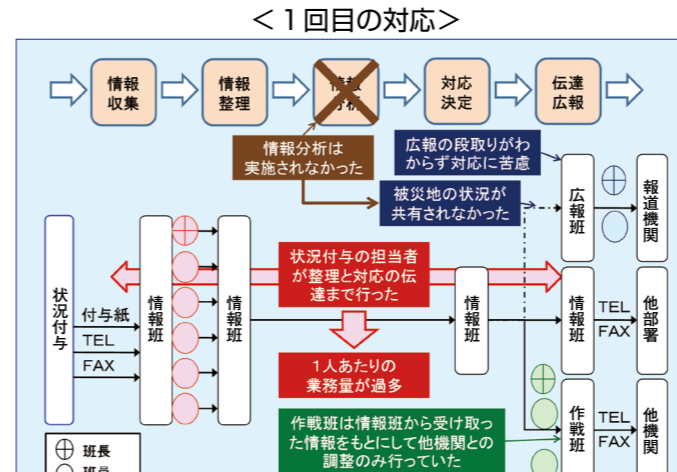 ＜１回目の対応＞
情報
収集
情報
整理
情報
分析
対応
決定
伝達
広報
情報分析は
実施されなかった
広報の段取りがわ
からず対応に苦慮
被災地の状況が
共有されなかった
広報班
報道機関
状況付与の担当者
が整理と対応の伝
達まで行った
状況付与
付与紙
TEL
FAX
情報班
情報班
情報班
情報班
TEL
FAX
他部署
１人あたりの
業務量が過多
作戦班は情報班から受け取っ
た情報をもとにして他機関との
調整のみ行っていた
作戦班
TEL
FAX
他機関
班長
班員